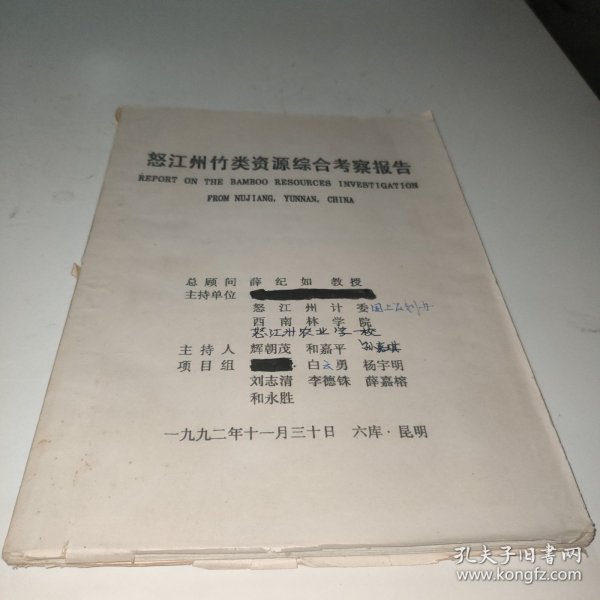 怒江州竹类资源综合考察报告
REPORT ON THE BAMBOO RESOURCES INVESTIGATION
FROM NUJIANG, YUNNAN, CHINA
总顾问 薛纪如 教授
主持单位
怒江州计委
西南林学院
怒江州农业学校
主持人 辉朝茂 和嘉平 孙嘉琪
项目组 白云勇 杨宇明
刘志清 李德铢 薛嘉榕
和永胜
一九九二年十一月三十日 六库·昆明
孔夫子旧书网
www.kongfz.com